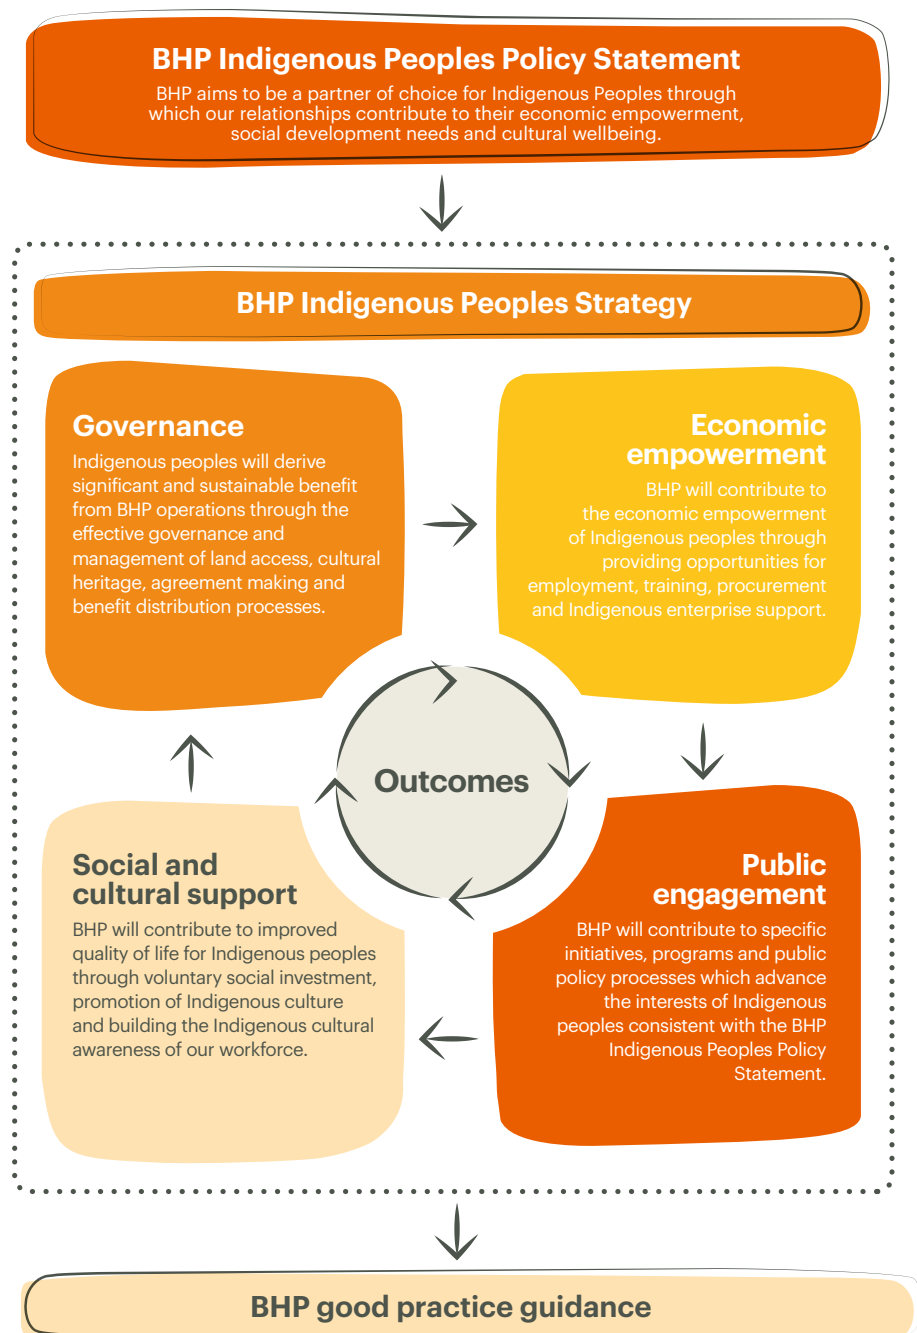 BHP Indigenous Peoples Policy Statement
BHP aims to be a partner of choice for Indigenous Peoples through
which our relationships contribute to their economic empowerment,
social development needs and cultural wellbeing.
BHP Indigenous Peoples Strategy
Governance
Indigenous peoples will derive
significant and sustainable benefit
from BHP operations through the
effective governance and
management of land access, cultural
heritage, agreement making and
benefit distribution processes.
Economic
empowerment
BHP will contribute to
the economic empowerment
of Indigenous peoples through
providing opportunities for
employment, training, procurement
and Indigenous enterprise support.
Outcomes
Social and
cultural support
BHP will contribute to improved
quality of life for Indigenous peoples
through voluntary social investment,
promotion of Indigenous culture
and building the Indigenous cultural
awareness of our workforce.
Public
engagement
BHP will contribute to specific
initiatives, programs and public
policy processes which advance
the interests of Indigenous
peoples consistent with the BHP
Indigenous Peoples Policy
Statement.
BHP good practice guidance